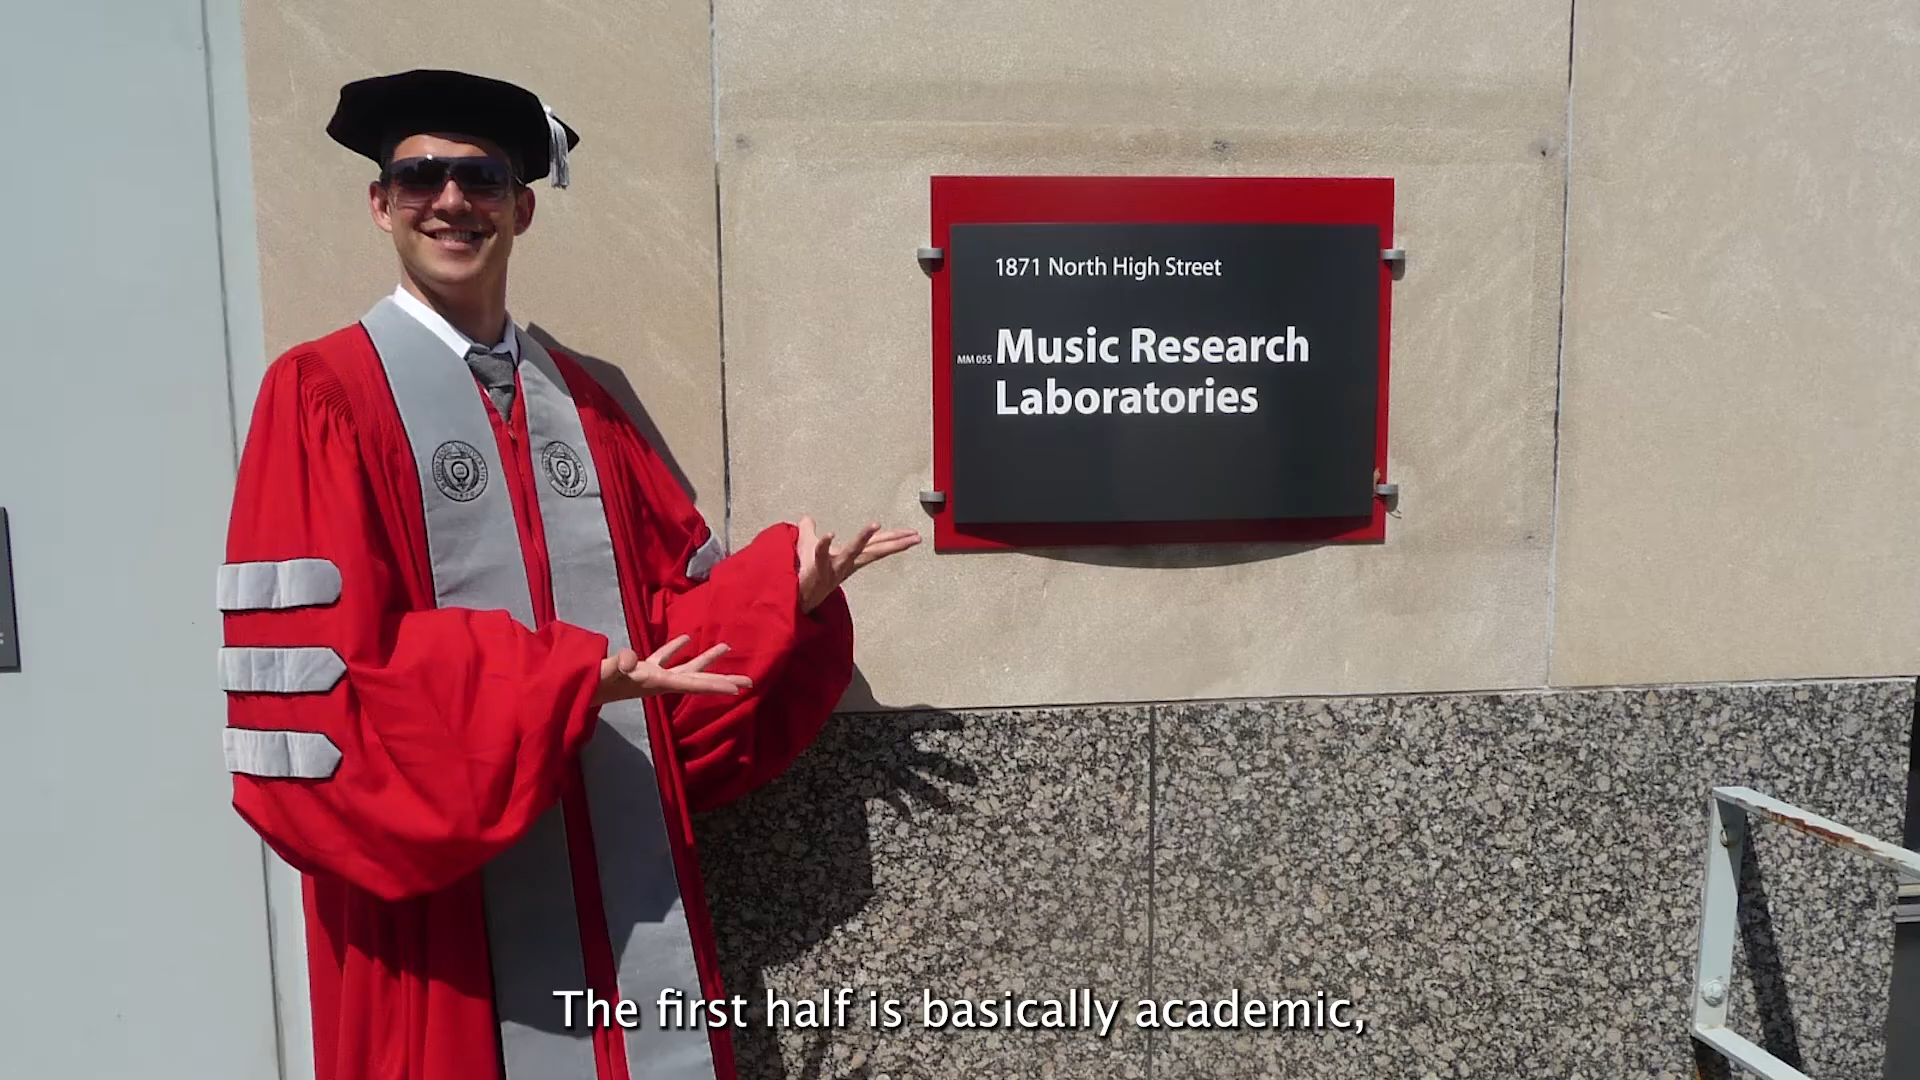 1871 North High Street
MM 055 Music Research
Laboratories
The first half is basically academic,